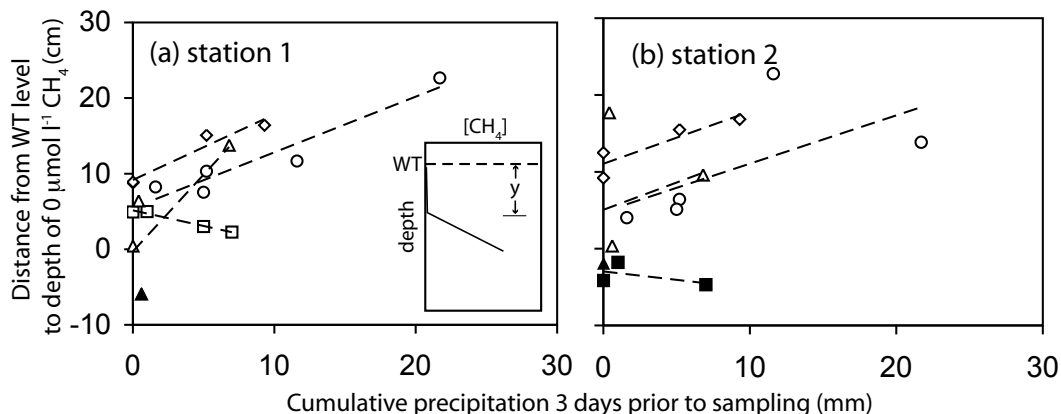 Distance from WT level
to depth of 0 µmol l⁻¹ CH₄ (cm)
30
20
10
0
-10
(a) station 1
[CH₄]
WT
y
depth
0
10
20
30
(b) station 2
0
10
20
30
Cumulative precipitation 3 days prior to sampling (mm)